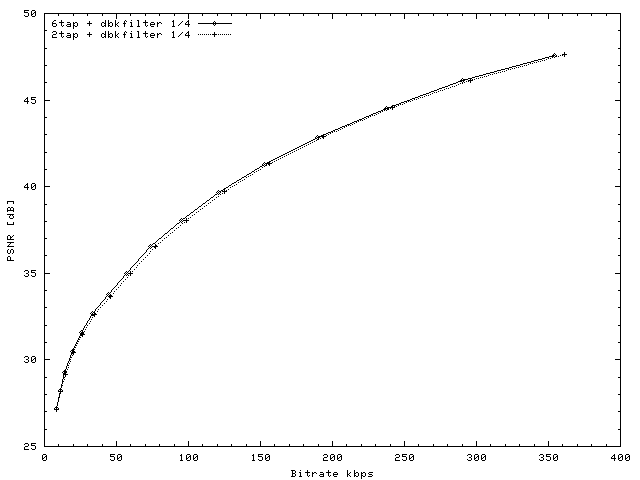 50
6tap + dbkfilter 1/4
2tap + dbkfilter 1/4
45
40
PSNR [dB]
35
30
25
0 50 100 150 200 250 300 350 400
Bitrate kbps